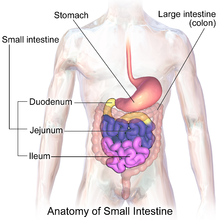 Stomach
Large intestine
(colon)
Small intestine
Duodenum
Jejunum
Ileum
Anatomy of Small Intestine